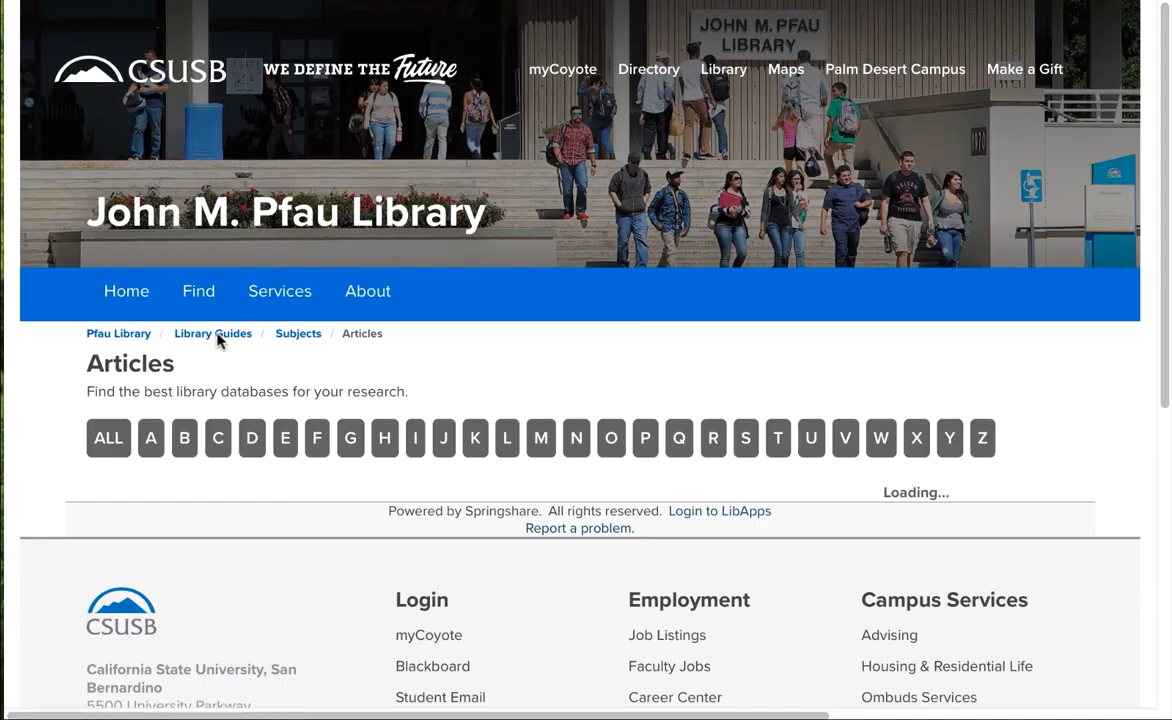 JOHN M. PFAU
LIBRARY
CSUSB WE DEFINE THE Future
myCoyote Directory Library Maps Palm Desert Campus Make a Gift
John M. Pfau Library
Home Find Services About
Pfau Library / Library Guides / Subjects / Articles
Articles
Find the best library databases for your research.
ALL A B C D E F G H I J K L M N O P Q R S T U V W X Y Z
Loading...
Powered by Springshare. All rights reserved. Login to LibApps
Report a problem.
CSUSB
California State University, San
Bernardino
5500 University Parkway
Login
myCoyote
Blackboard
Student Email
Employment
Job Listings
Faculty Jobs
Career Center
Campus Services
Advising
Housing & Residential Life
Ombuds Services